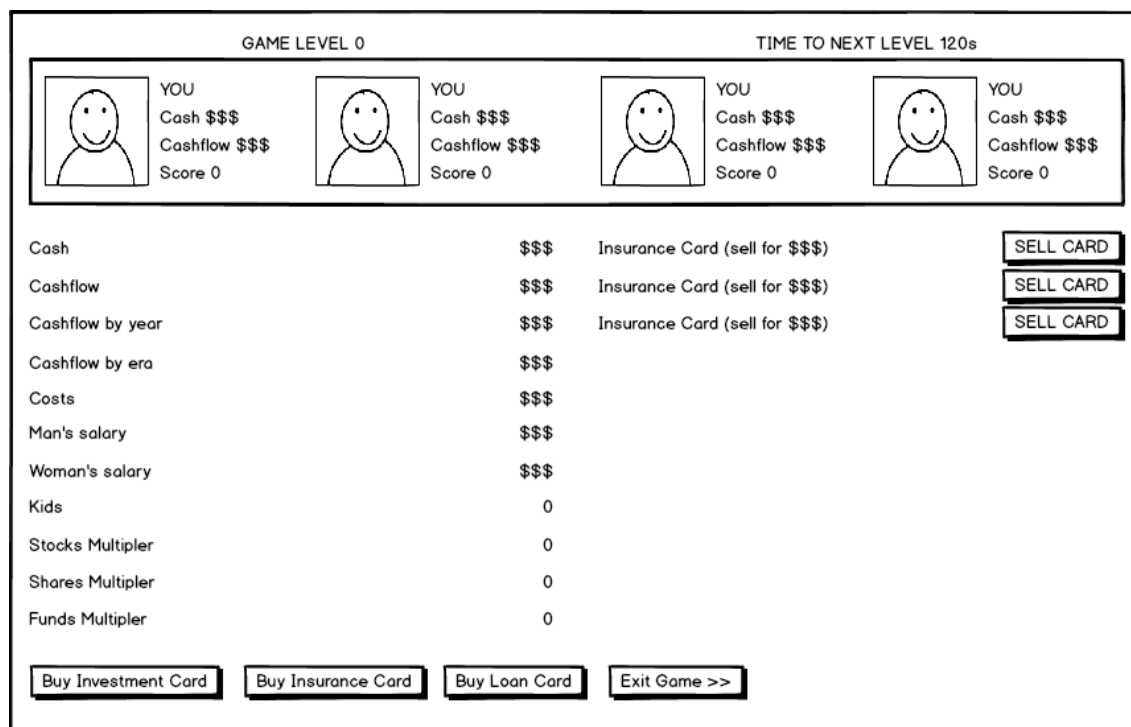 GAME LEVEL 0
TIME TO NEXT LEVEL 120s
YOU
Cash $$$
Cashflow $$$
Score 0
YOU
Cash $$$
Cashflow $$$
Score 0
YOU
Cash $$$
Cashflow $$$
Score 0
YOU
Cash $$$
Cashflow $$$
Score 0
Cash $$$
Cashflow $$$
Cashflow by year $$$
Cashflow by era $$$
Costs $$$
Man's salary $$$
Woman's salary $$$
Kids 0
Stocks Multipler 0
Shares Multipler 0
Funds Multipler 0
Insurance Card (sell for $$$) SELL CARD
Insurance Card (sell for $$$) SELL CARD
Insurance Card (sell for $$$) SELL CARD
Buy Investment Card
Buy Insurance Card
Buy Loan Card
Exit Game >>